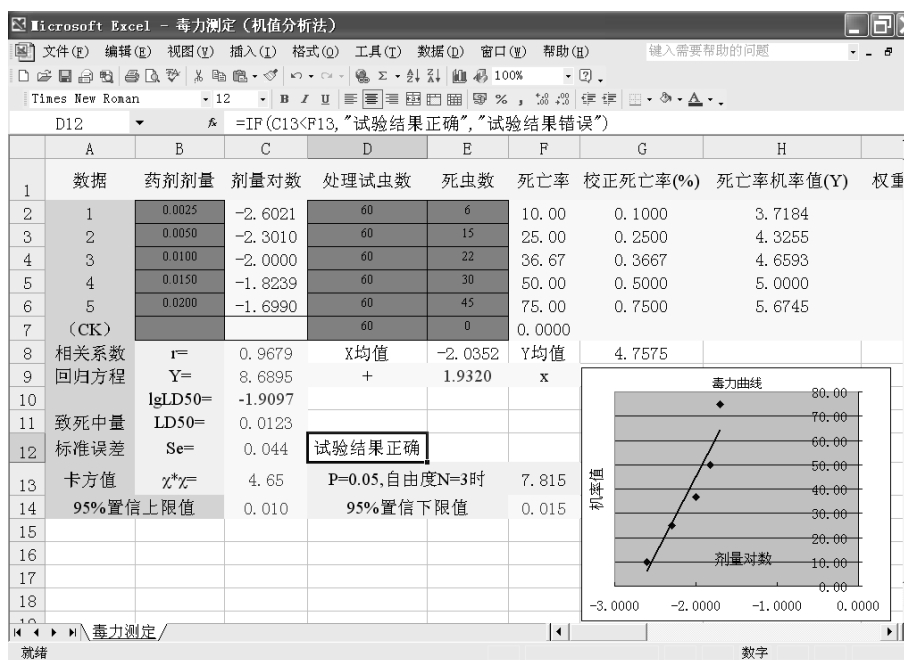 Microsoft Excel - 毒力测定（机值分析法）
文件(F) 编辑(E) 视图(V) 插入(I) 格式(O) 工具(T) 数据(D) 窗口(W) 帮助(H) 键入需要帮助的问题
100%
Times New Roman 12 B I U
D12 fx =IF(C13<F13,"试验结果正确","试验结果错误")
A B C D E F G H
1 数据 药剂剂量 剂量对数 处理试虫数 死虫数 死亡率 校正死亡率(%) 死亡率机率值(Y) 权重
2 1 0.0025 -2.6021 60 6 10.00 0.1000 3.7184
3 2 0.0050 -2.3010 60 15 25.00 0.2500 4.3255
4 3 0.0100 -2.0000 60 22 36.67 0.3667 4.6593
5 4 0.0150 -1.8239 60 30 50.00 0.5000 5.0000
6 5 0.0200 -1.6990 60 45 75.00 0.7500 5.6745
7 （CK） 60 0 0.0000
8 相关系数 r= 0.9679 X均值 -2.0352 Y均值 4.7575
9 回归方程 Y= 8.6895 + 1.9320 x
10 lgLD50= -1.9097
11 致死中量 LD50= 0.0123
12 标准误差 Se= 0.044 试验结果正确
13 卡方值 χ*χ= 4.65 P=0.05,自由度N=3时 7.815
14 95%置信上限值 0.010 95%置信下限值 0.015
15
16
17
18
毒力曲线
机率值
80.00
70.00
60.00
50.00
40.00
30.00
20.00
10.00
0.00
剂量对数
-3.0000 -2.0000 -1.0000 0.0000
毒力测定
就绪 数字